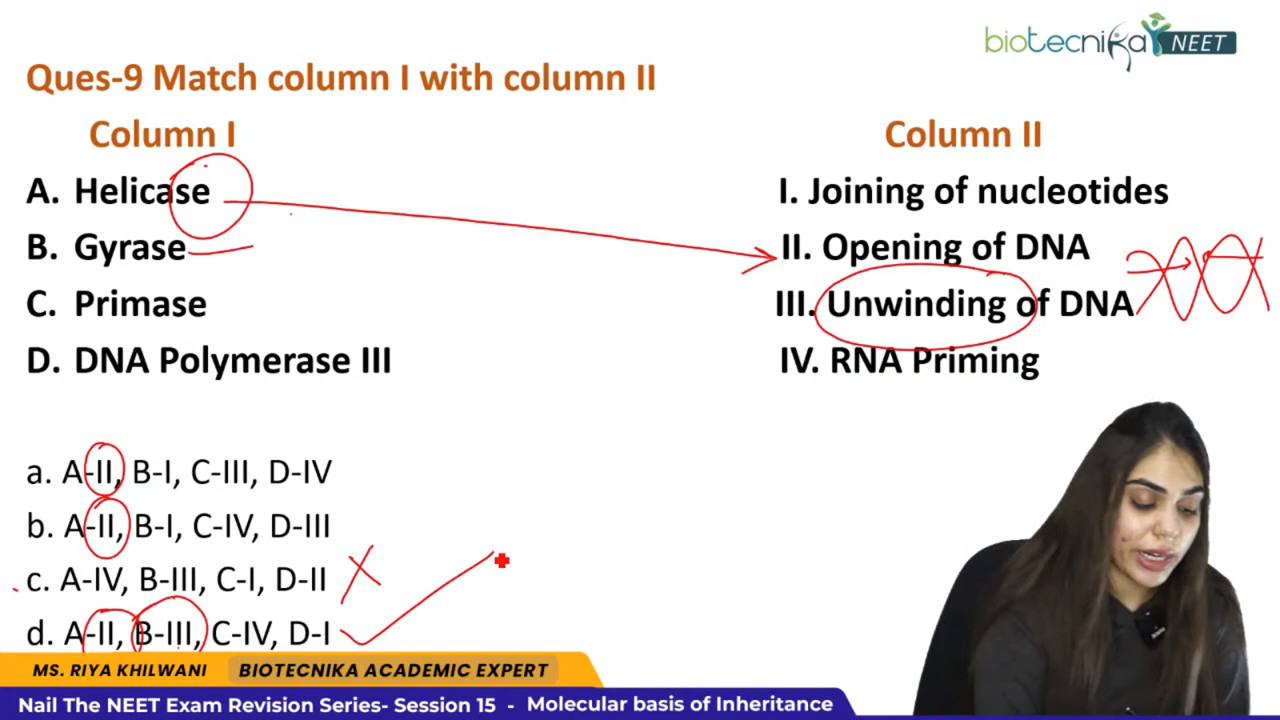 biotecnika NEET
Ques-9 Match column I with column II
Column I Column II
A. Helicase I. Joining of nucleotides
B. Gyrase II. Opening of DNA
C. Primase III. Unwinding of DNA
D. DNA Polymerase III IV. RNA Priming
a. A-II, B-I, C-III, D-IV
b. A-II, B-I, C-IV, D-III
c. A-IV, B-III, C-I, D-II
d. A-II, B-III, C-IV, D-I
MS. RIYA KHILWANI BIOTECNIKA ACADEMIC EXPERT
Nail The NEET Exam Revision Series- Session 15 - Molecular basis of Inheritance